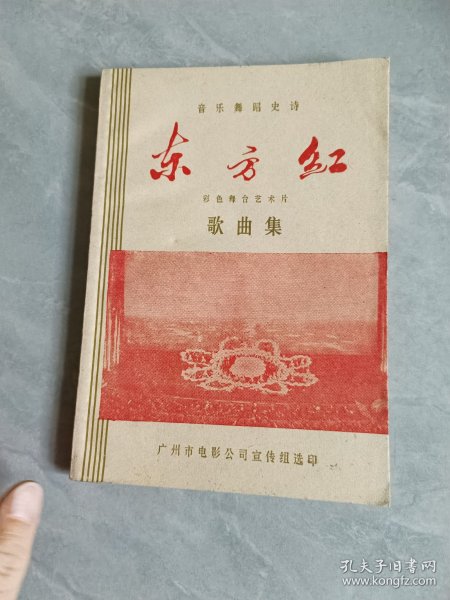 音乐舞蹈史诗
东方红
彩色舞台艺术片
歌曲集
广州市电影公司宣传组选印
孔夫子旧书网
www.kongfz.com